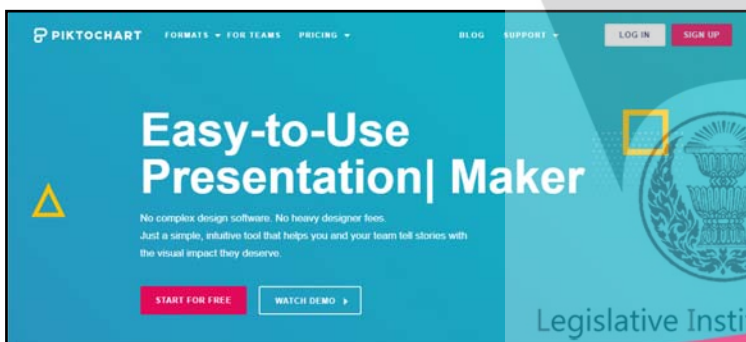 PIKTOCHART FORMATS FOR TEAMS PRICING BLOG SUPPORT LOG IN SIGN UP
Easy-to-Use
Presentation| Maker
No complex design software. No heavy designer fees.
Just a simple, intuitive tool that helps you and your team tell stories with
the visual impact they deserve.
START FOR FREE WATCH DEMO
Legislative Insti